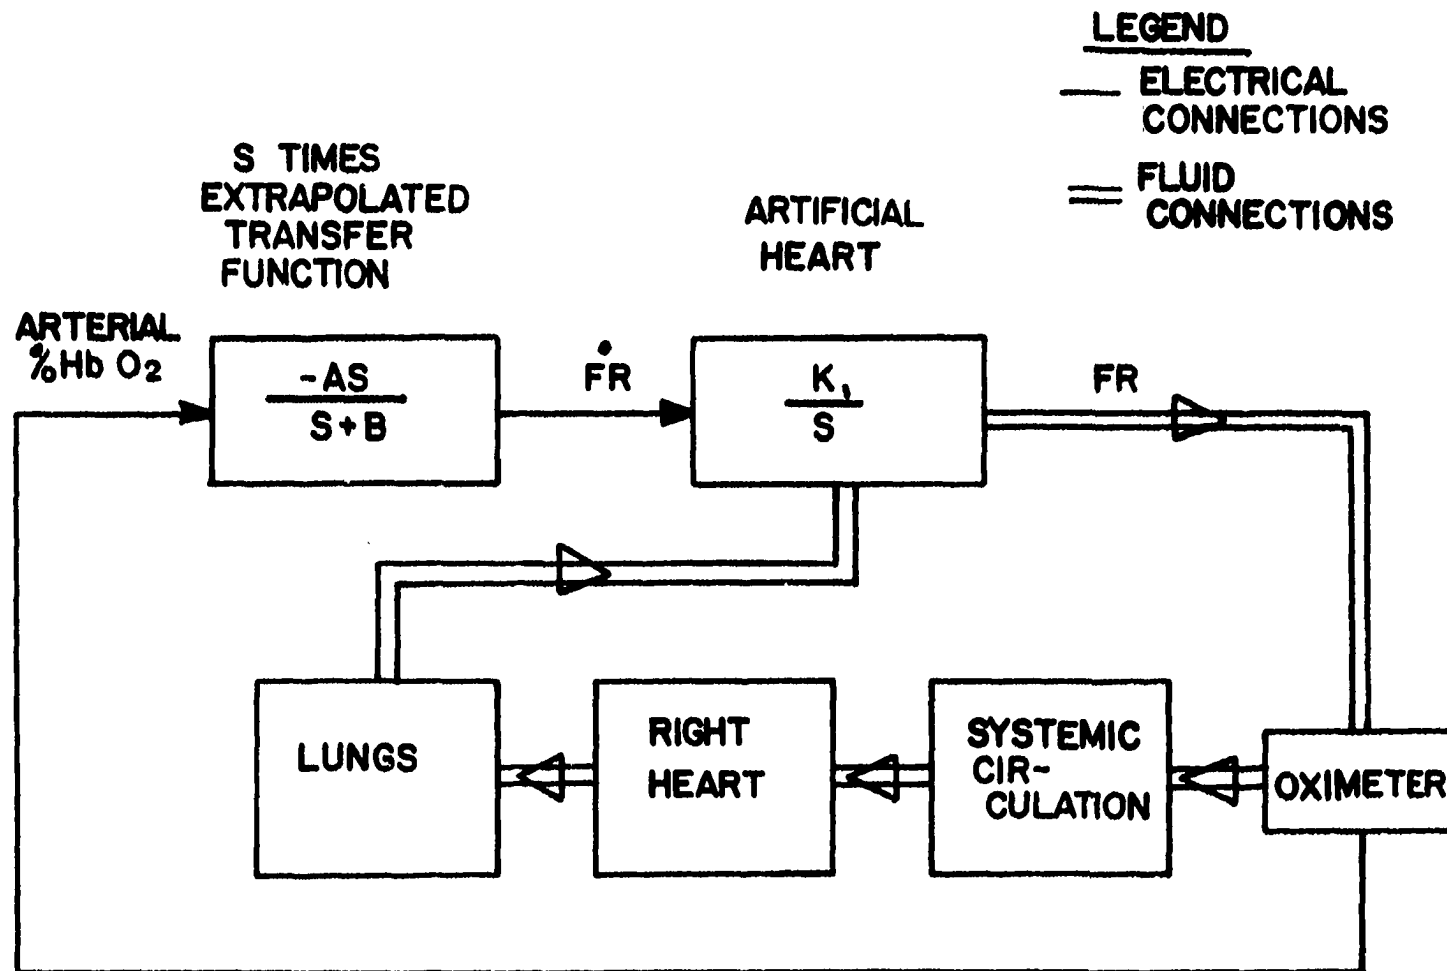 LEGEND
ELECTRICAL
CONNECTIONS
FLUID
CONNECTIONS
S TIMES
EXTRAPOLATED
TRANSFER
FUNCTION
ARTIFICIAL
HEART
ARTERIAL
%Hb O₂
-AS
S+B
ḞR
K₁
S
FR
LUNGS
RIGHT
HEART
SYSTEMIC
CIR-
CULATION
OXIMETER